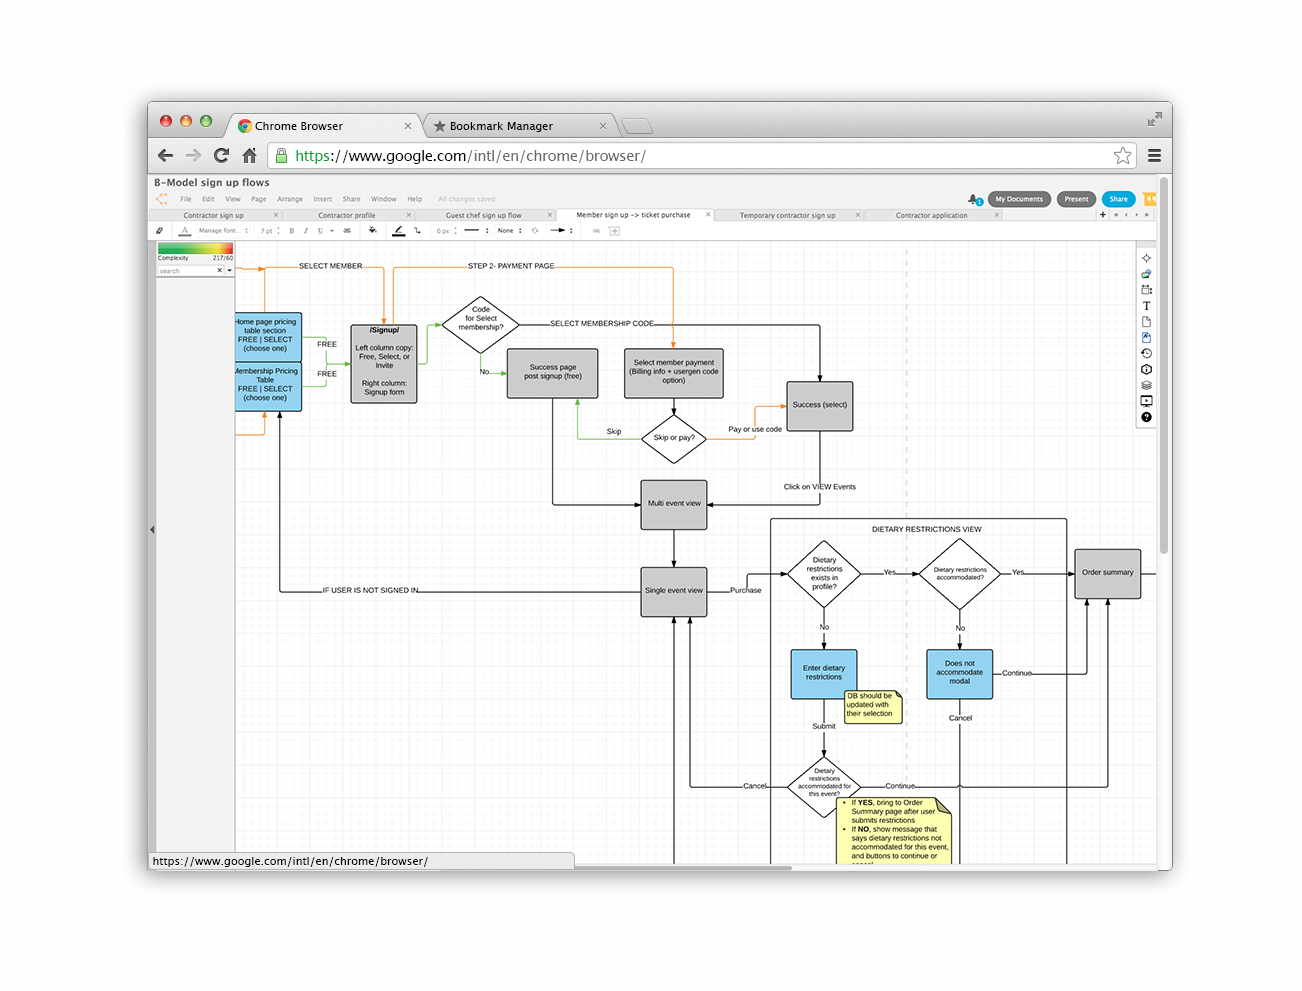 Chrome Browser
Bookmark Manager
https://www.google.com/intl/en/chrome/browser/
B-Model sign up flows
File Edit View Page Arrange Insert Share Window Help All changes saved
1 My Documents Present Share
Contractor sign up
Contractor profile
Guest chef sign up flow
Member sign up -> ticket purchase
Temporary contractor sign up
Contractor application
Manage font... 7 pt B I U 0 px None
Complexity 217/60
search
SELECT MEMBER
STEP 2- PAYMENT PAGE
Home page pricing
table section
FREE | SELECT
(choose one)
Membership Pricing
Table
FREE | SELECT
(choose one)
FREE
FREE
/Signup/
Left column copy:
Free, Select, or
Invite
Right column:
Signup form
Code
for Select
membership?
SELECT MEMBERSHIP CODE
No
Success page
post signup (free)
Select member payment
(Billing info + usergen code
option)
Success (select)
Skip
Skip or pay?
Pay or use code
Click on VIEW Events
Multi event view
Single event view
IF USER IS NOT SIGNED IN
Purchase
DIETARY RESTRICTIONS VIEW
Dietary
restrictions
exists in
profile?
Yes
Dietary restrictions
accommodated?
Yes
Order summary
No
No
Enter dietary
restrictions
DB should be
updated with
their selection
Does not
accommodate
modal
Continue
Submit
Cancel
Dietary
restrictions
accommodated for
this event?
Cancel
Continue
• If YES, bring to Order
Summary page after user
submits restrictions
• If NO, show message that
says dietary restrictions not
accommodated for this event,
and buttons to continue or
https://www.google.com/intl/en/chrome/browser/